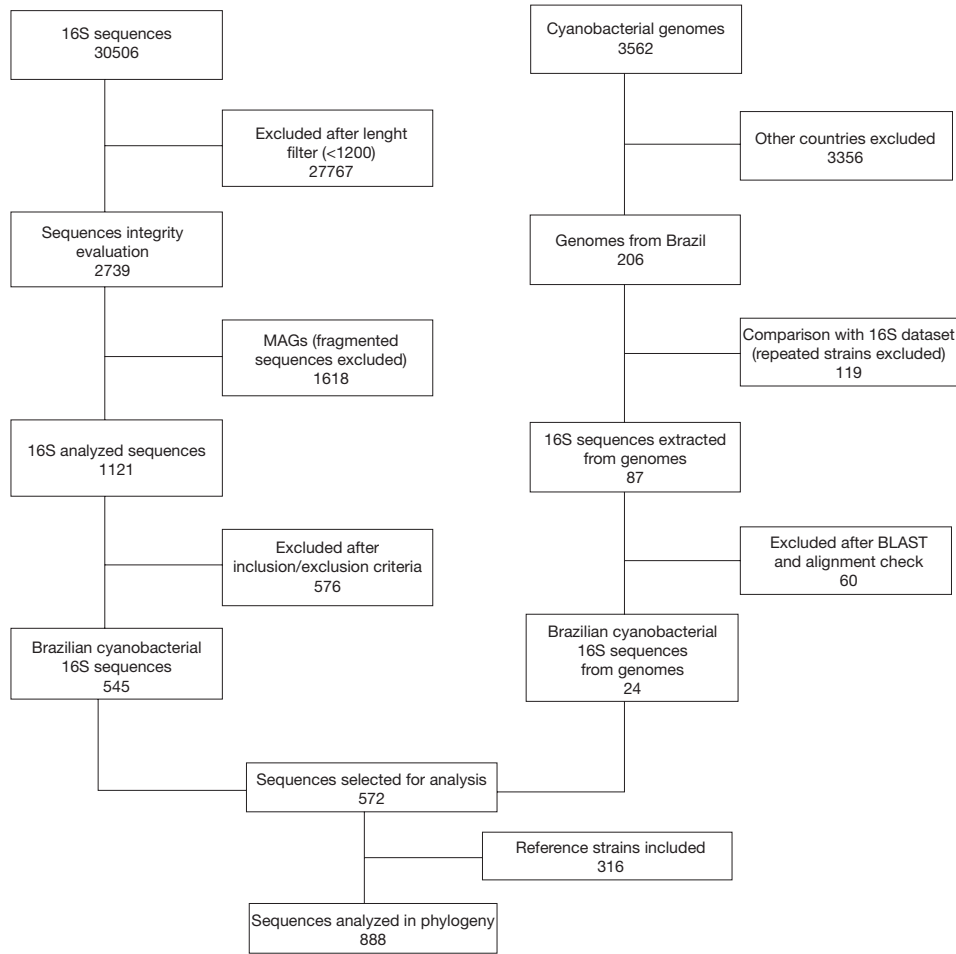 16S sequences
30506
Excluded after lenght
filter (<1200)
27767
Sequences integrity
evaluation
2739
MAGs (fragmented
sequences excluded)
1618
16S analyzed sequences
1121
Excluded after
inclusion/exclusion criteria
576
Brazilian cyanobacterial
16S sequences
545
Cyanobacterial genomes
3562
Other countries excluded
3356
Genomes from Brazil
206
Comparison with 16S dataset
(repeated strains excluded)
119
16S sequences extracted
from genomes
87
Excluded after BLAST
and alignment check
60
Brazilian cyanobacterial
16S sequences
from genomes
24
Sequences selected for analysis
572
Reference strains included
316
Sequences analyzed in phylogeny
888